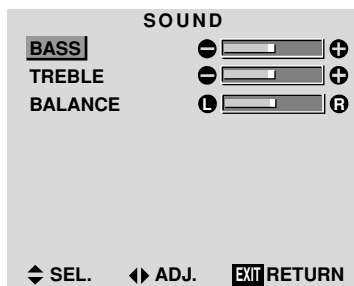 SOUND
BASS
TREBLE
BALANCE L R
SEL. ADJ. EXIT RETURN